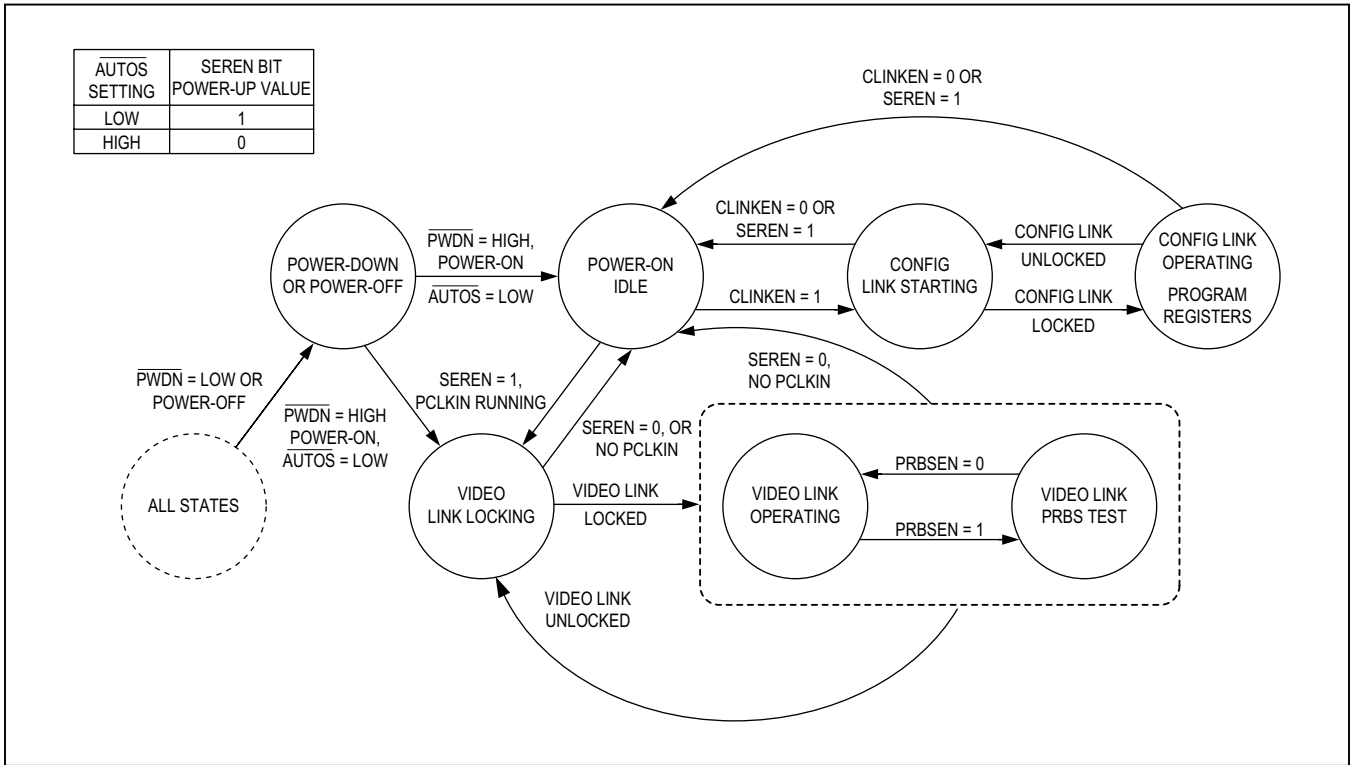 AUTOS
SETTING
SEREN BIT
POWER-UP VALUE
LOW
1
HIGH
0
CLINKEN = 0 OR
SEREN = 1
CLINKEN = 0 OR
SEREN = 1
CONFIG LINK
UNLOCKED
PWDN = HIGH,
POWER-ON
AUTOS = LOW
POWER-DOWN
OR POWER-OFF
POWER-ON
IDLE
CLINKEN = 1
CONFIG
LINK STARTING
CONFIG LINK
LOCKED
CONFIG LINK
OPERATING
PROGRAM
REGISTERS
PWDN = LOW OR
POWER-OFF
PWDN = HIGH
POWER-ON,
AUTOS = LOW
SEREN = 1,
PCLKIN RUNNING
SEREN = 0, OR
NO PCLKIN
SEREN = 0,
NO PCLKIN
ALL STATES
VIDEO
LINK LOCKING
VIDEO LINK
LOCKED
VIDEO LINK
OPERATING
PRBSEN = 0
PRBSEN = 1
VIDEO LINK
PRBS TEST
VIDEO LINK
UNLOCKED